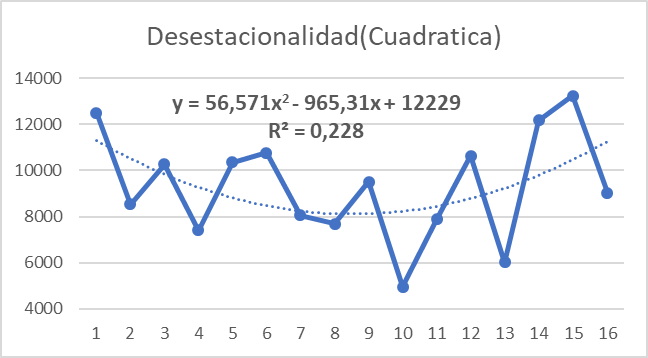 Desestacionalidad(Cuadratica)
y = 56,571x² - 965,31x + 12229
R² = 0,228
14000
12000
10000
8000
6000
4000
1 2 3 4 5 6 7 8 9 10 11 12 13 14 15 16